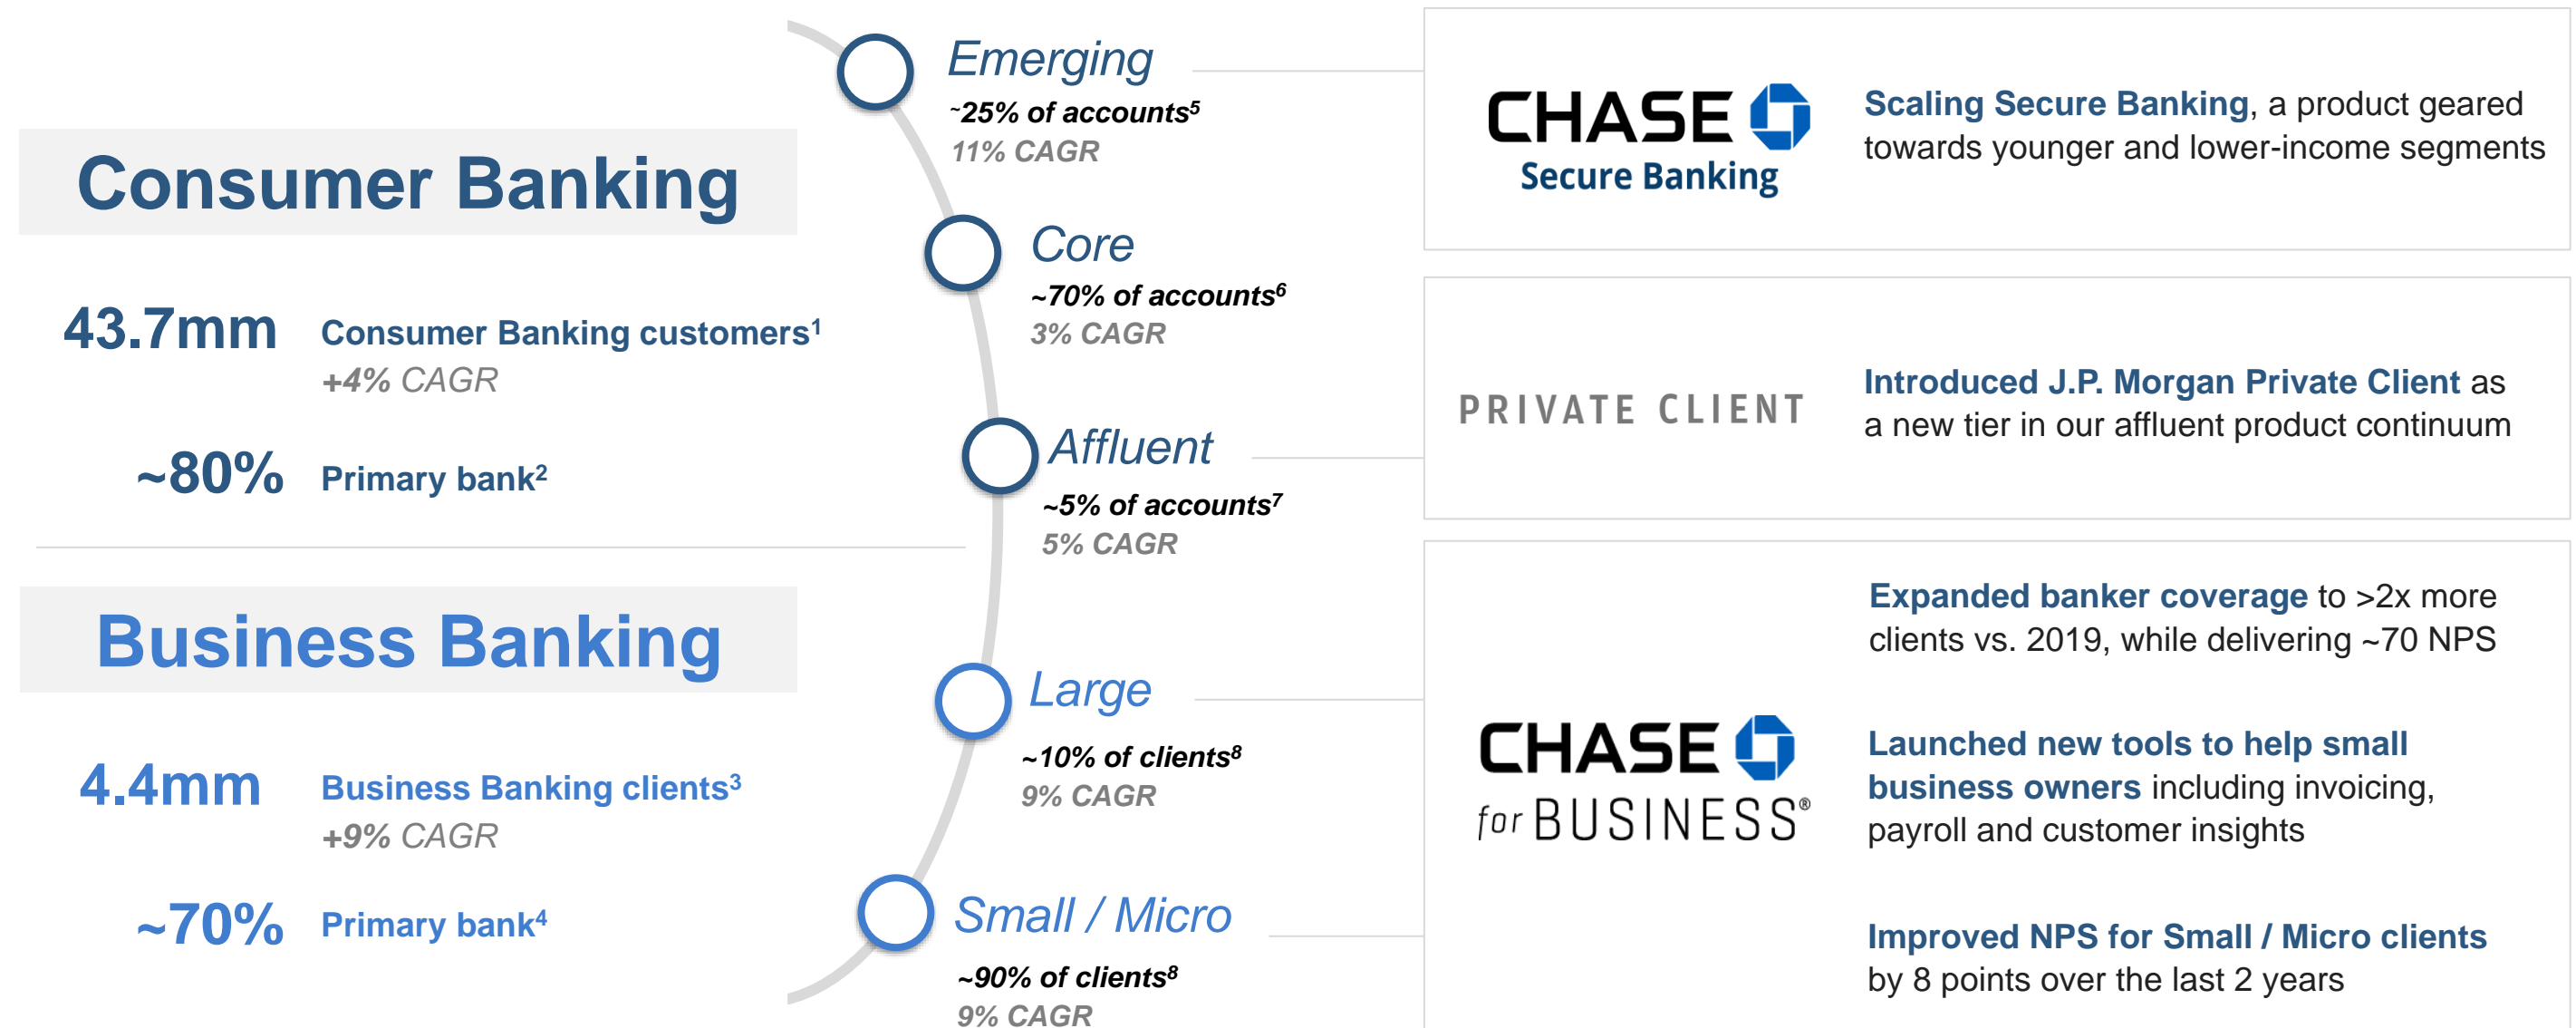 Consumer Banking
43.7mm
Consumer Banking customers¹
+4% CAGR
~80%
Primary bank²
Business Banking
4.4mm
Business Banking clients³
+9% CAGR
~70%
Primary bank⁴
Emerging
~25% of accounts⁵
11% CAGR
Core
~70% of accounts⁶
3% CAGR
Affluent
~5% of accounts⁷
5% CAGR
Large
~10% of clients⁸
9% CAGR
Small / Micro
~90% of clients⁸
9% CAGR
CHASE
Secure Banking
Scaling Secure Banking, a product geared
towards younger and lower-income segments
PRIVATE CLIENT
Introduced J.P. Morgan Private Client as
a new tier in our affluent product continuum
CHASE
for BUSINESS®
Expanded banker coverage to >2x more
clients vs. 2019, while delivering ~70 NPS
Launched new tools to help small
business owners including invoicing,
payroll and customer insights
Improved NPS for Small / Micro clients
by 8 points over the last 2 years